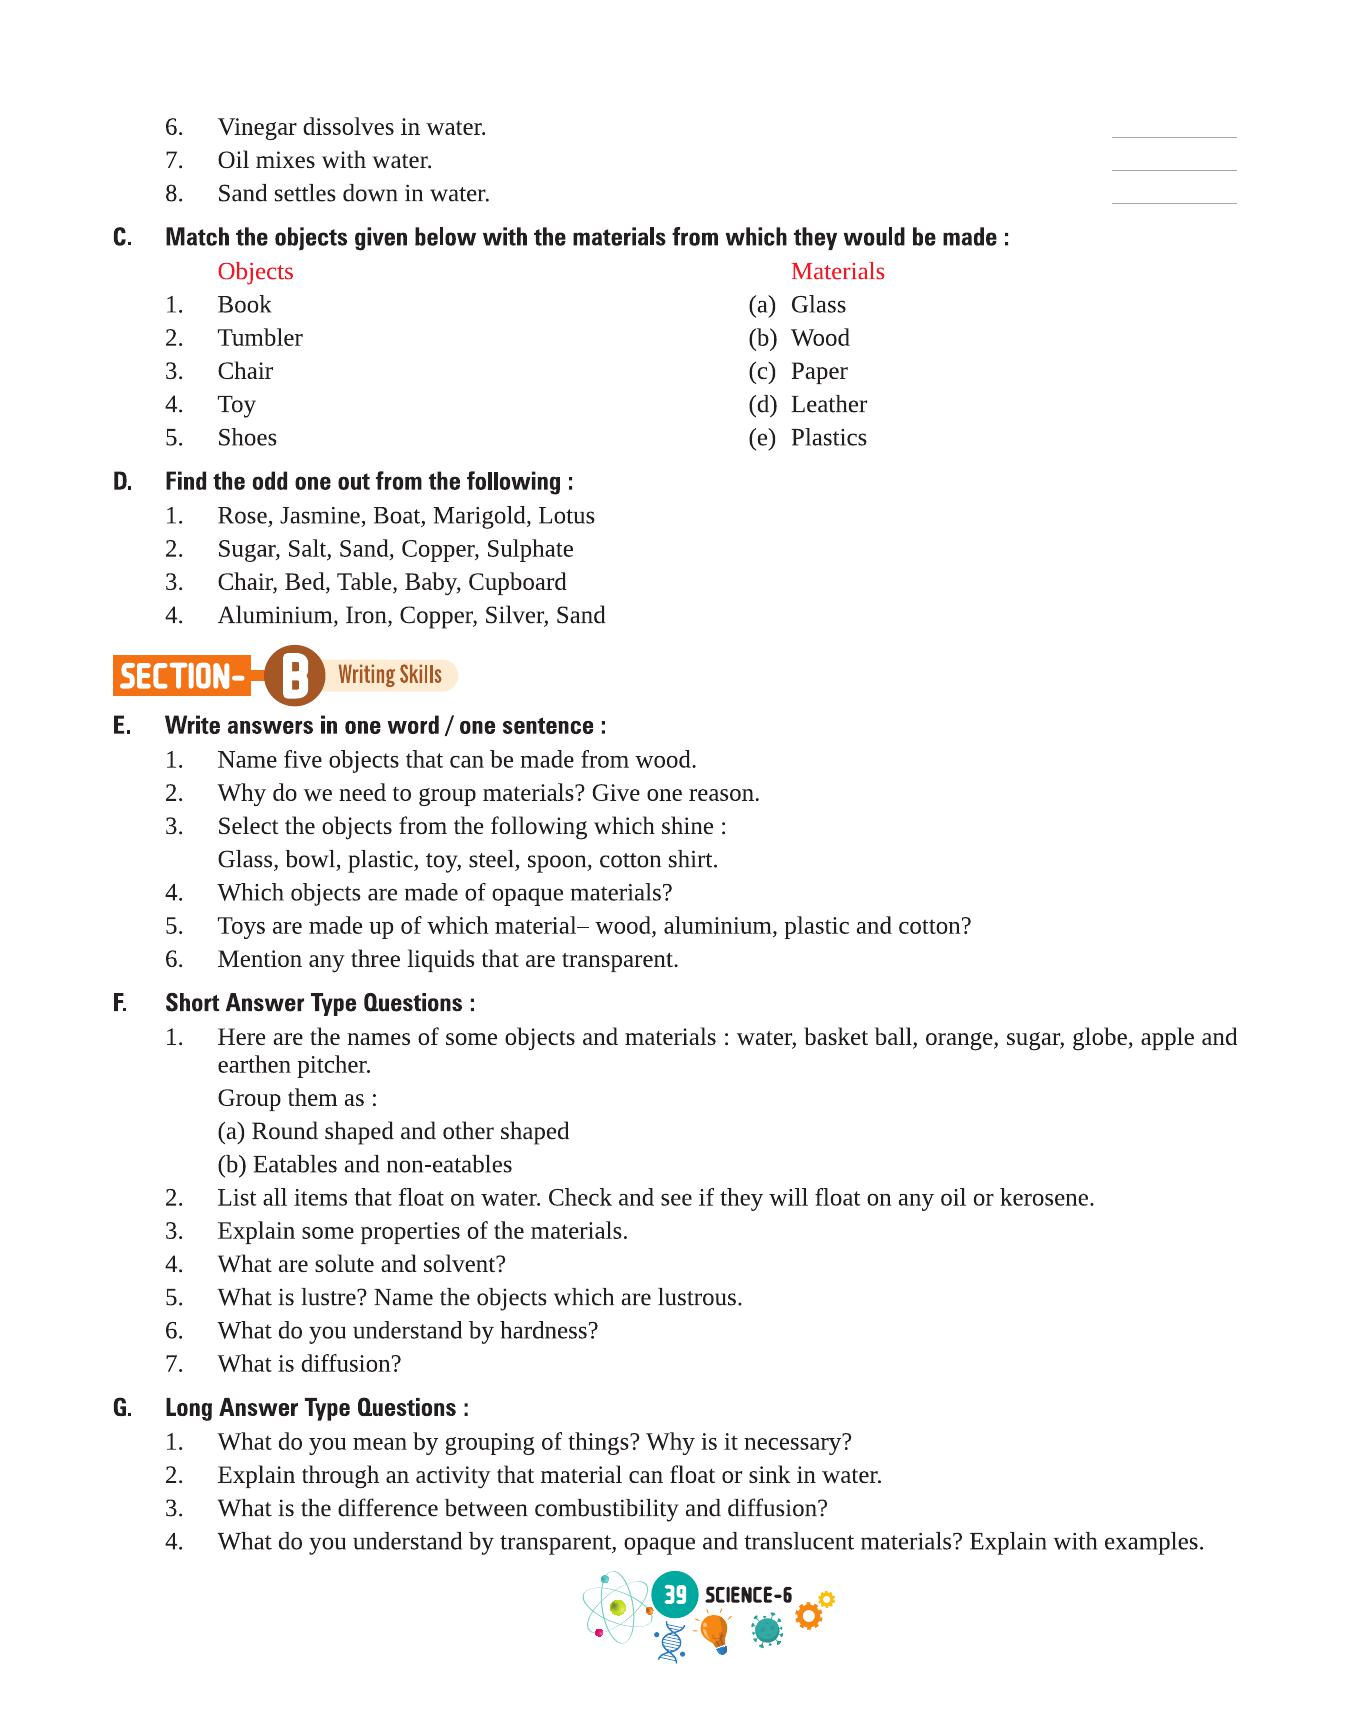 6. Vinegar dissolves in water. ___________
7. Oil mixes with water. ___________
8. Sand settles down in water. ___________
C. Match the objects given below with the materials from which they would be made :
Objects Materials
1. Book (a) Glass
2. Tumbler (b) Wood
3. Chair (c) Paper
4. Toy (d) Leather
5. Shoes (e) Plastics
D. Find the odd one out from the following :
1. Rose, Jasmine, Boat, Marigold, Lotus
2. Sugar, Salt, Sand, Copper, Sulphate
3. Chair, Bed, Table, Baby, Cupboard
4. Aluminium, Iron, Copper, Silver, Sand
SECTION- B Writing Skills
E. Write answers in one word / one sentence :
1. Name five objects that can be made from wood.
2. Why do we need to group materials? Give one reason.
3. Select the objects from the following which shine :
Glass, bowl, plastic, toy, steel, spoon, cotton shirt.
4. Which objects are made of opaque materials?
5. Toys are made up of which material– wood, aluminium, plastic and cotton?
6. Mention any three liquids that are transparent.
F. Short Answer Type Questions :
1. Here are the names of some objects and materials : water, basket ball, orange, sugar, globe, apple and
earthen pitcher.
Group them as :
(a) Round shaped and other shaped
(b) Eatables and non-eatables
2. List all items that float on water. Check and see if they will float on any oil or kerosene.
3. Explain some properties of the materials.
4. What are solute and solvent?
5. What is lustre? Name the objects which are lustrous.
6. What do you understand by hardness?
7. What is diffusion?
G. Long Answer Type Questions :
1. What do you mean by grouping of things? Why is it necessary?
2. Explain through an activity that material can float or sink in water.
3. What is the difference between combustibility and diffusion?
4. What do you understand by transparent, opaque and translucent materials? Explain with examples.
39 SCIENCE-6